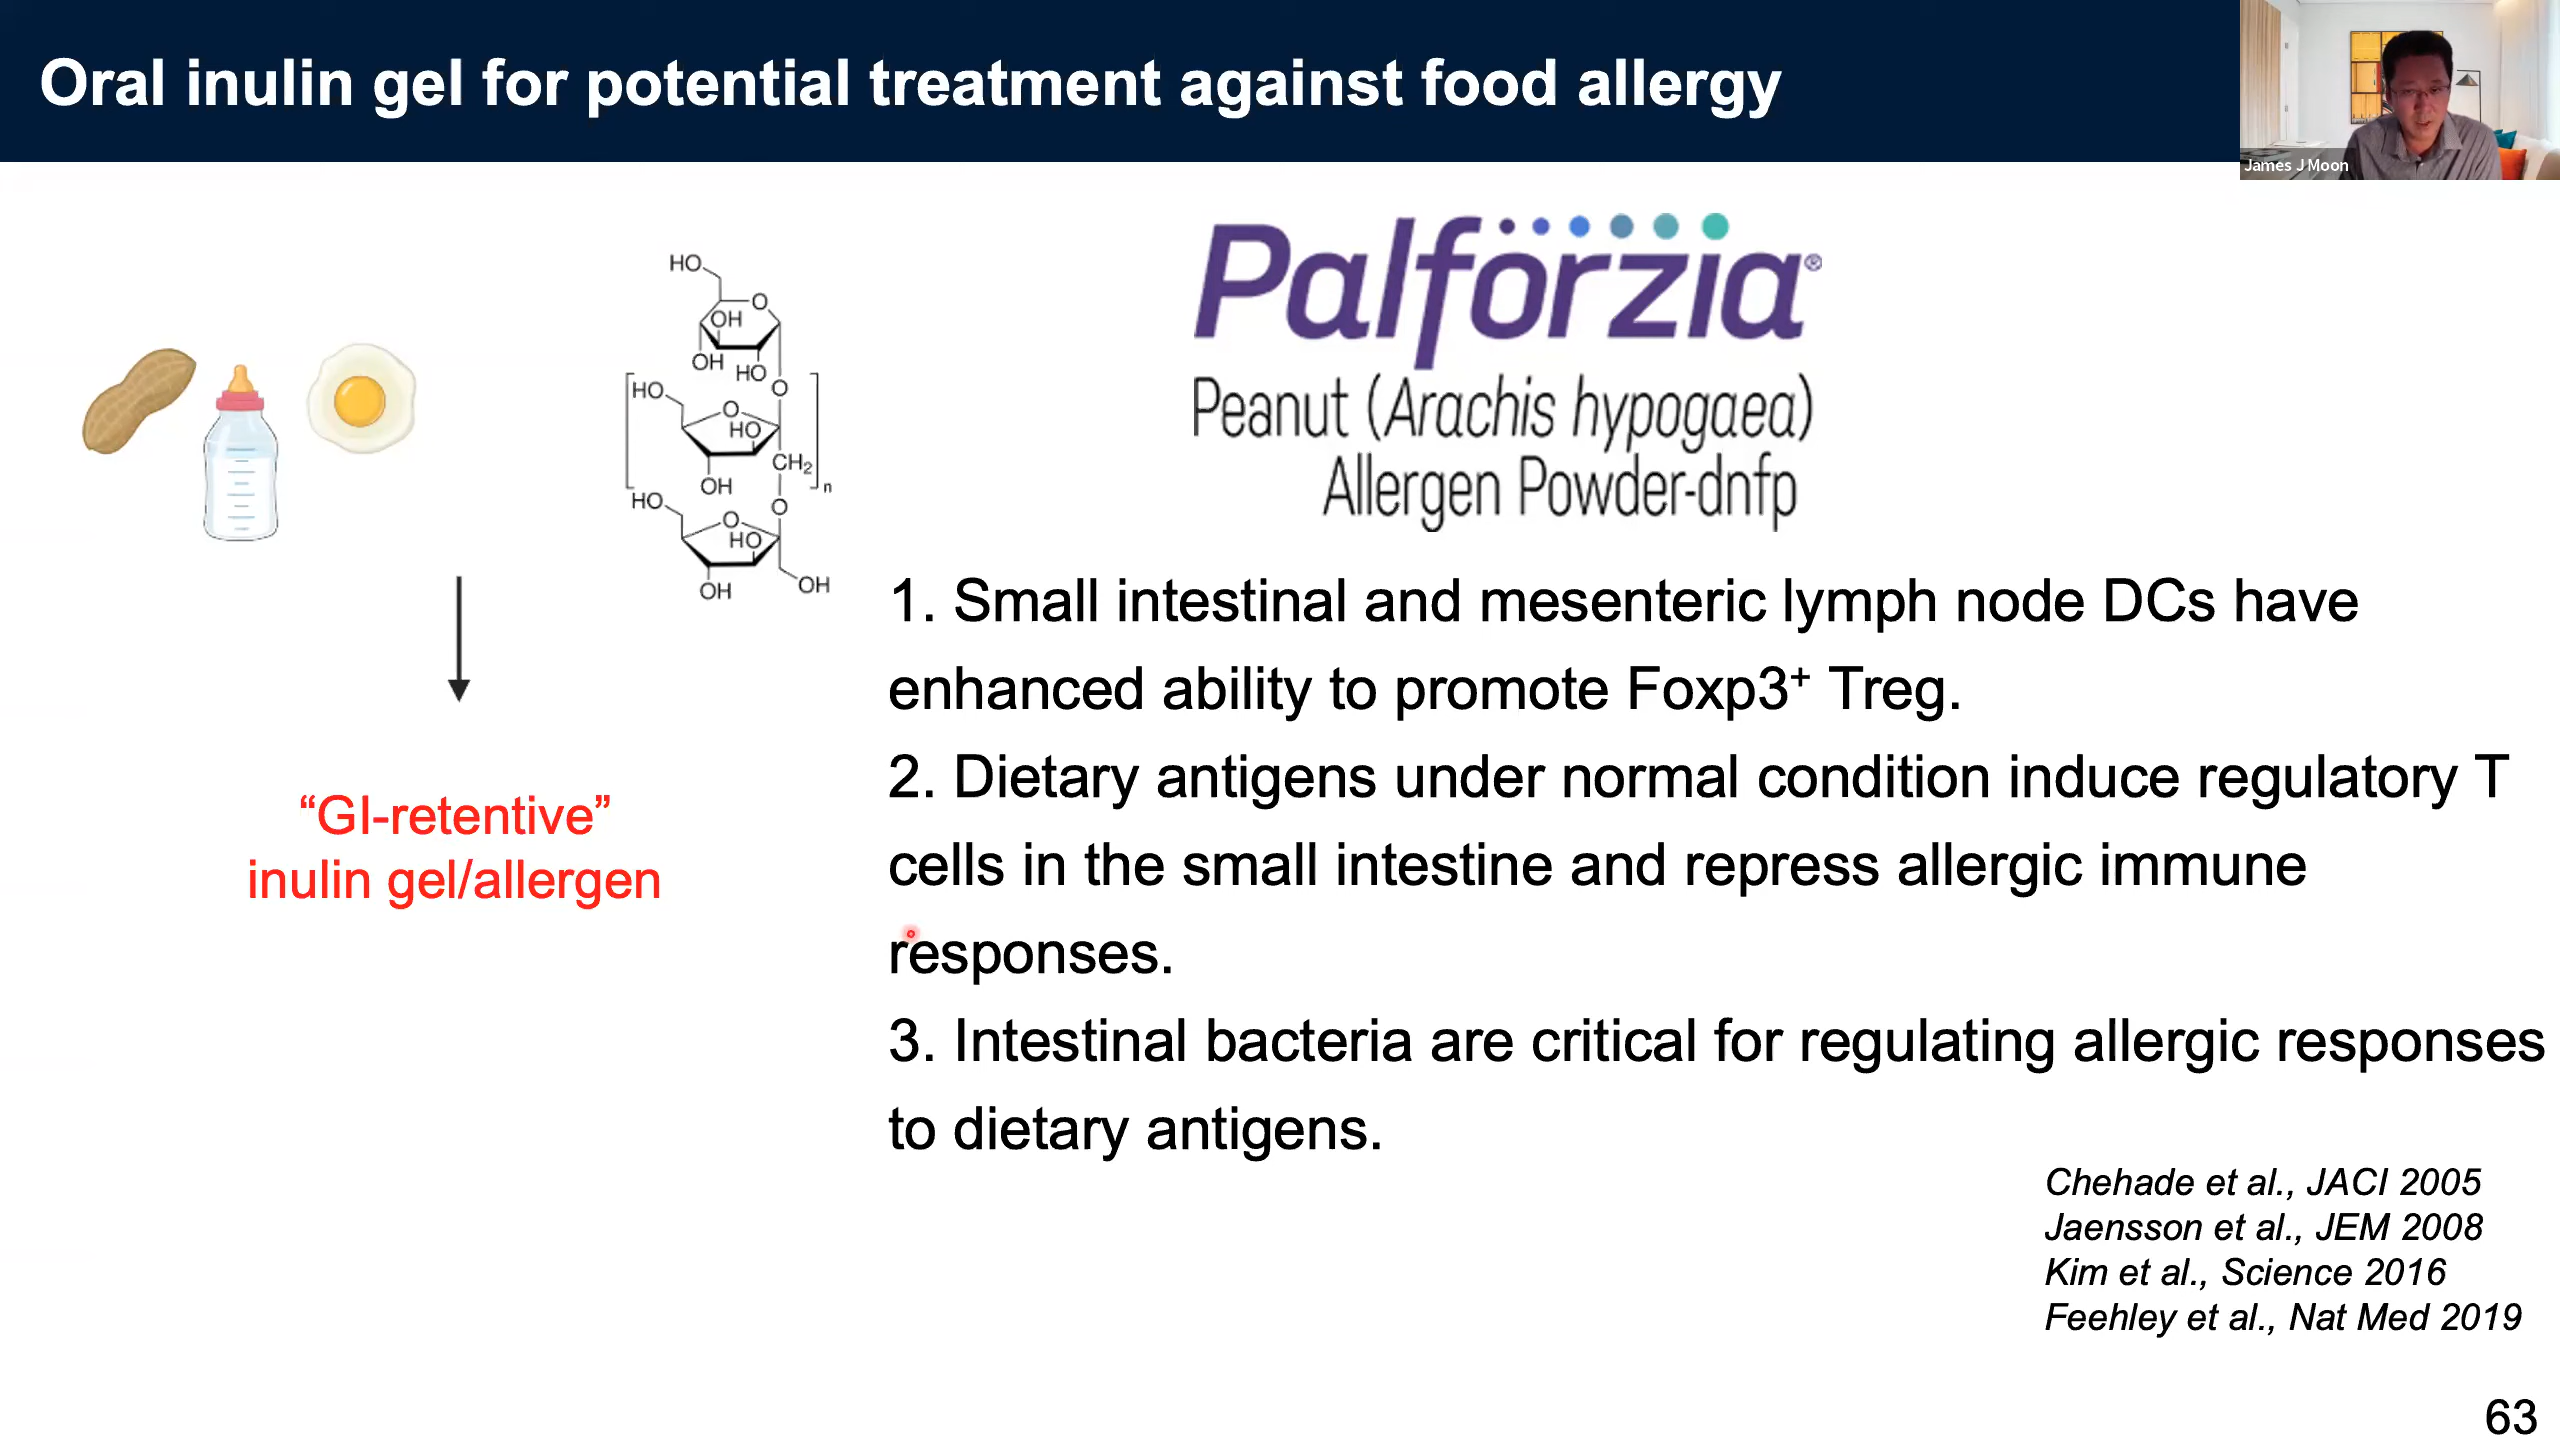 Oral inulin gel for potential treatment against food allergy
James J Moon
Palforzia®
Peanut (Arachis hypogaea)
Allergen Powder-dnfp
HO
O
OH
OH
HO
O
HO
O
HO
CH2
OH
n
O
HO
O
HO
OH
OH
“GI-retentive”
inulin gel/allergen
1. Small intestinal and mesenteric lymph node DCs have
enhanced ability to promote Foxp3⁺ Treg.
2. Dietary antigens under normal condition induce regulatory T
cells in the small intestine and repress allergic immune
responses.
3. Intestinal bacteria are critical for regulating allergic responses
to dietary antigens.
Chehade et al., JACI 2005
Jaensson et al., JEM 2008
Kim et al., Science 2016
Feehley et al., Nat Med 2019
63